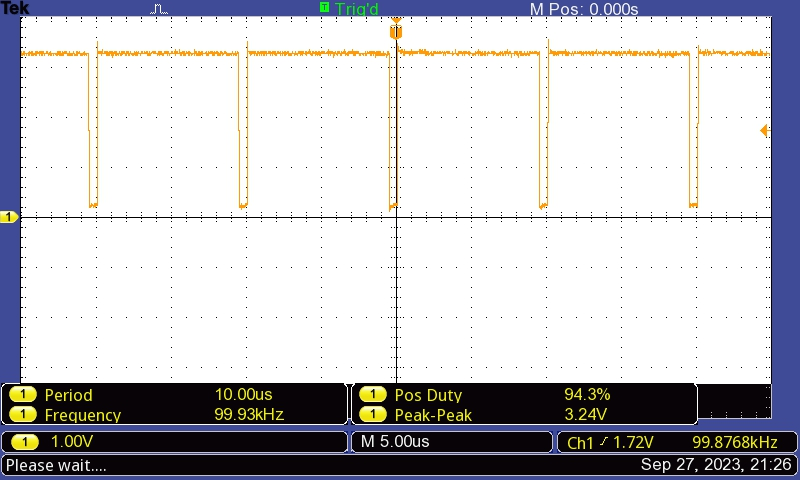 Tek T Trig'd M Pos: 0.000s
T
1
1 Period 10.00us 1 Pos Duty 94.3%
1 Frequency 99.93kHz 1 Peak-Peak 3.24V
1 1.00V M 5.00us Ch1 / 1.72V 99.8768kHz
Please wait.... Sep 27, 2023, 21:26